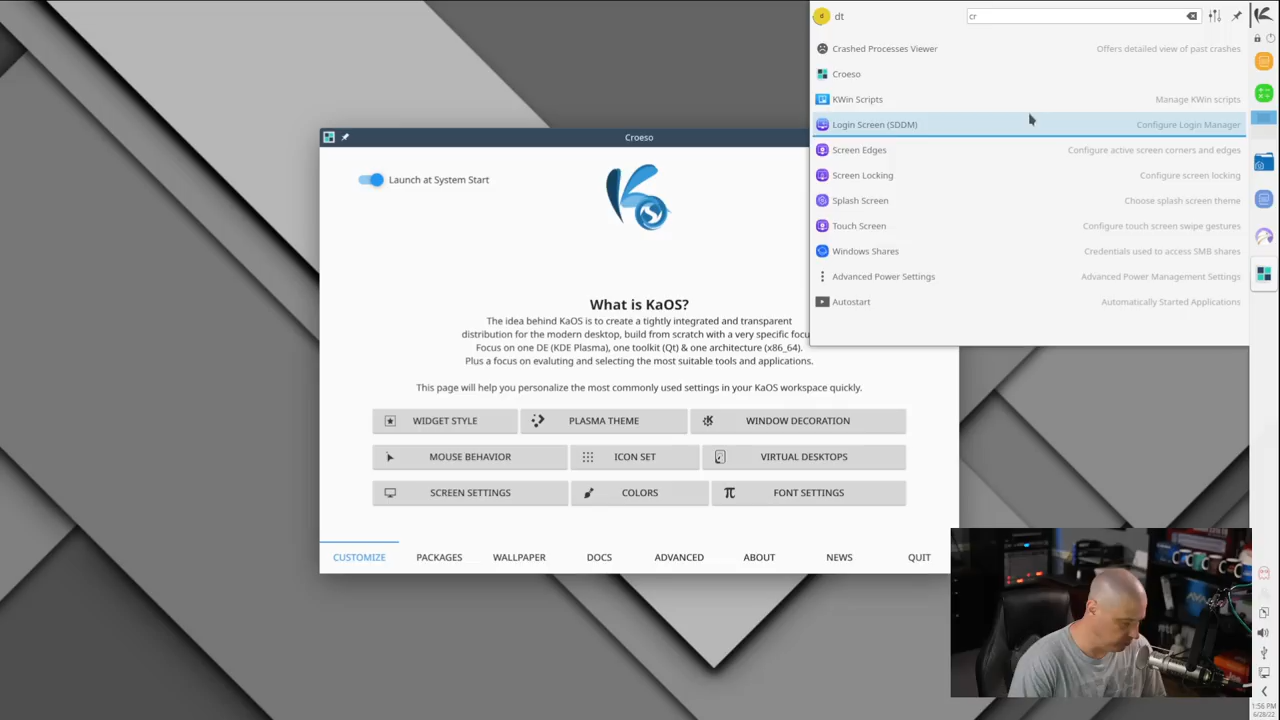 d dt
cr
Crashed Processes Viewer Offers detailed view of past crashes
Croeso
KWin Scripts Manage KWin scripts
Login Screen (SDDM) Configure Login Manager
Screen Edges Configure active screen corners and edges
Screen Locking Configure screen locking
Splash Screen Choose splash screen theme
Touch Screen Configure touch screen swipe gestures
Windows Shares Credentials used to access SMB shares
Advanced Power Settings Advanced Power Management Settings
Autostart Automatically Started Applications
Croeso
Launch at System Start
What is KaOS?
The idea behind KaOS is to create a tightly integrated and transparent
distribution for the modern desktop, build from scratch with a very specific
Focus on one DE (KDE Plasma), one toolkit (Qt) & one architecture (x86_64).
Plus a focus on evaluting and selecting the most suitable tools and applications.
This page will help you personalize the most commonly used settings in your KaOS workspace quickly.
WIDGET STYLE PLASMA THEME WINDOW DECORATION
MOUSE BEHAVIOR ICON SET VIRTUAL DESKTOPS
SCREEN SETTINGS COLORS FONT SETTINGS
CUSTOMIZE PACKAGES WALLPAPER DOCS ADVANCED ABOUT NEWS QUIT
1:56 PM
6/28/22